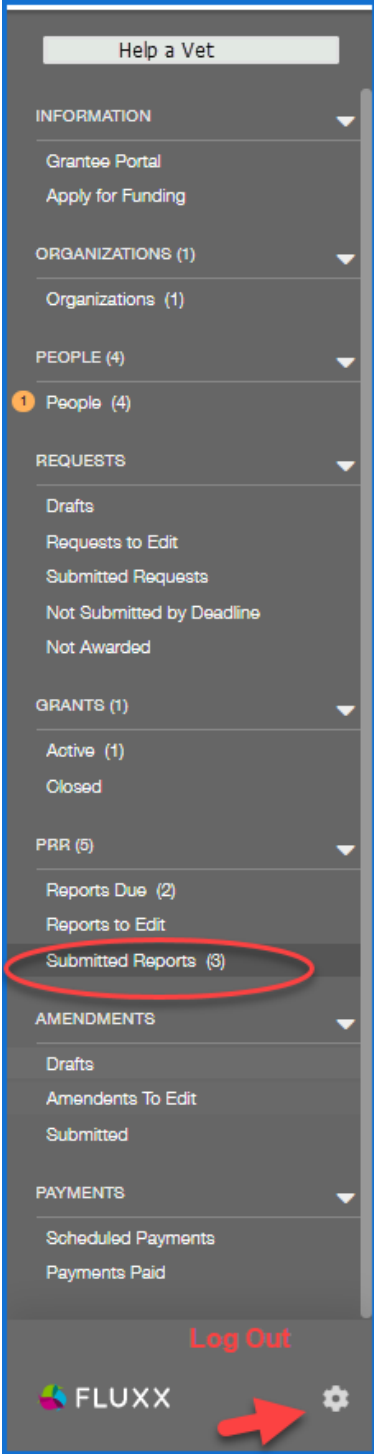 Help a Vet
INFORMATION
Grantee Portal
Apply for Funding
ORGANIZATIONS (1)
Organizations (1)
PEOPLE (4)
1 People (4)
REQUESTS
Drafts
Requests to Edit
Submitted Requests
Not Submitted by Deadline
Not Awarded
GRANTS (1)
Active (1)
Closed
PRR (5)
Reports Due (2)
Reports to Edit
Submitted Reports (3)
AMENDMENTS
Drafts
Amendents To Edit
Submitted
PAYMENTS
Scheduled Payments
Payments Paid
Log Out
FLUXX